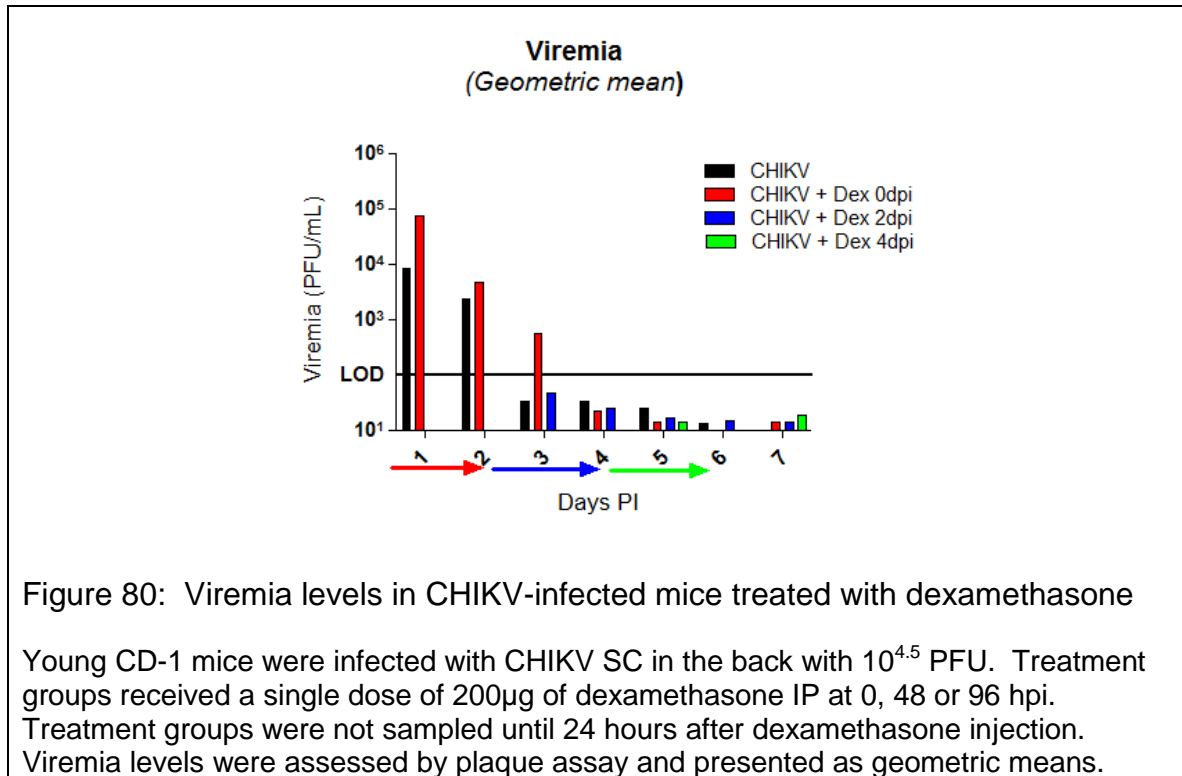 Viremia
(Geometric mean)
10⁶
10⁵
10⁴
10³
LOD
10¹
Viremia (PFU/mL)
CHIKV
CHIKV + Dex 0dpi
CHIKV + Dex 2dpi
CHIKV + Dex 4dpi
1 2 3 4 5 6 7
Days PI
Figure 80:  Viremia levels in CHIKV-infected mice treated with dexamethasone
Young CD-1 mice were infected with CHIKV SC in the back with 10⁴·⁵ PFU.  Treatment
groups received a single dose of 200µg of dexamethasone IP at 0, 48 or 96 hpi.
Treatment groups were not sampled until 24 hours after dexamethasone injection.
Viremia levels were assessed by plaque assay and presented as geometric means.